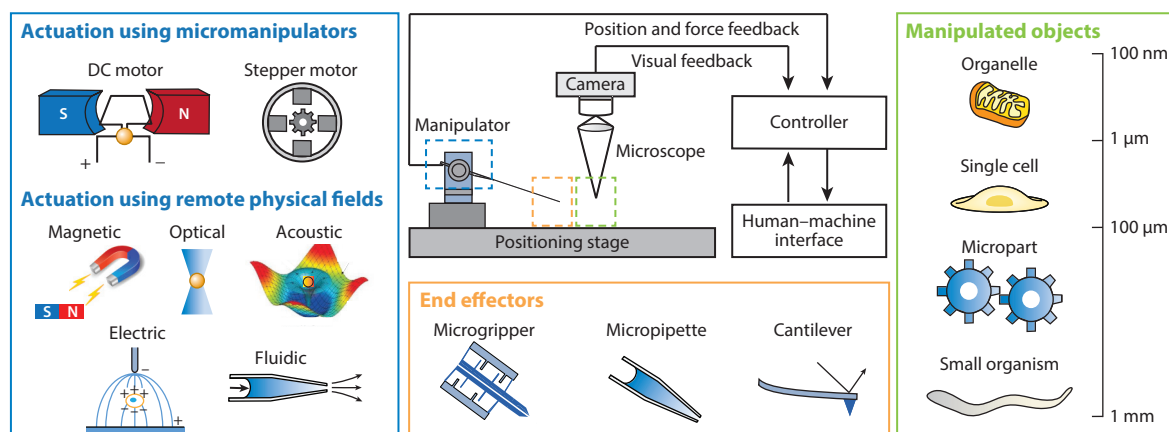 Actuation using micromanipulators
DC motor
Stepper motor
S
N
+
–
Actuation using remote physical fields
Magnetic
Optical
Acoustic
S N
Electric
–
+ + + +
– – – –
+
Fluidic
Position and force feedback
Visual feedback
Camera
Controller
Manipulator
Microscope
Human–machine
interface
Positioning stage
End effectors
Microgripper
Micropipette
Cantilever
Manipulated objects
100 nm
Organelle
1 µm
Single cell
100 µm
Micropart
Small organism
1 mm